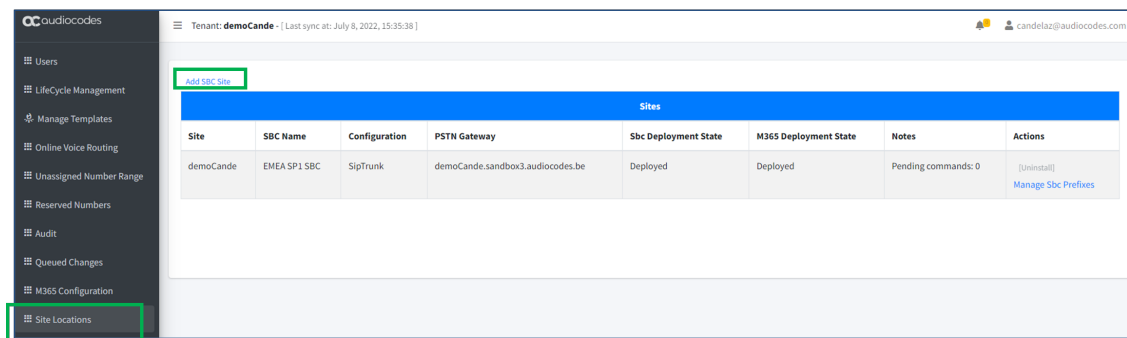 audiocodes
Tenant: demoCande - [ Last sync at: July 8, 2022, 15:35:38 ]
0
candelaz@audiocodes.com
Users
LifeCycle Management
Manage Templates
Online Voice Routing
Unassigned Number Range
Reserved Numbers
Audit
Queued Changes
M365 Configuration
Site Locations
Add SBC Site
Sites
Site SBC Name Configuration PSTN Gateway Sbc Deployment State M365 Deployment State Notes Actions
demoCande EMEA SP1 SBC SipTrunk demoCande.sandbox3.audiocodes.be Deployed Deployed Pending commands: 0 [Uninstall]
Manage Sbc Prefixes